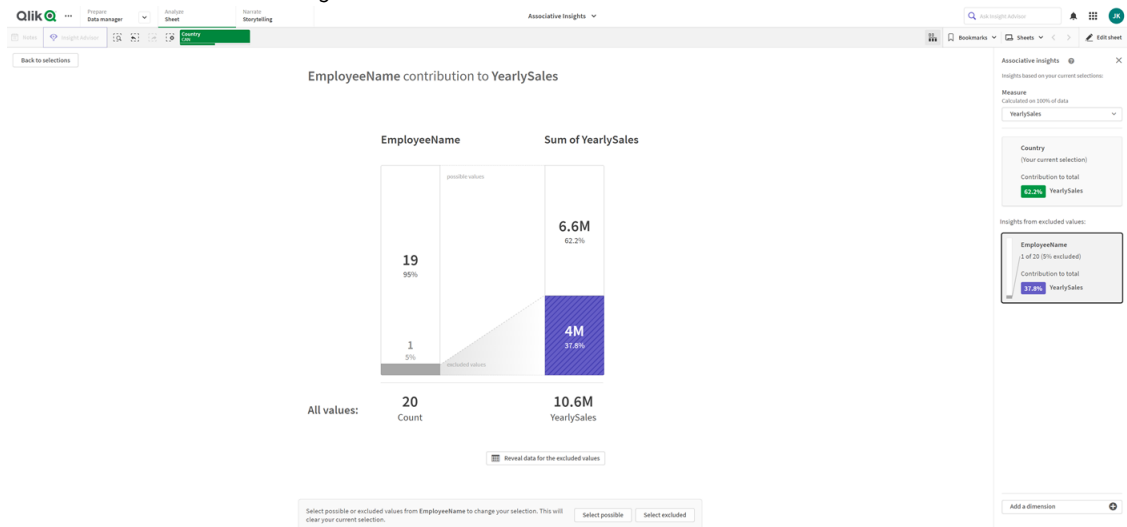 Qlik
Prepare
Data manager
Analyze
Sheet
Narrate
Storytelling
Associative Insights
Ask Insight Advisor
JK
Notes
Insight Advisor
Country
CAN
Bookmarks
Sheets
Edit sheet
Back to selections
EmployeeName contribution to YearlySales
EmployeeName
Sum of YearlySales
possible values
6.6M
62.2%
19
95%
4M
37.8%
1
5%
excluded values
All values:
20
Count
10.6M
YearlySales
Reveal data for the excluded values
Select possible or excluded values from EmployeeName to change your selection. This will
clear your current selection.
Select possible
Select excluded
Associative insights
Insights based on your current selections:
Measure
Calculated on 100% of data
YearlySales
Country
(Your current selection)
Contribution to total
62.2% YearlySales
Insights from excluded values:
EmployeeName
1 of 20 (5% excluded)
Contribution to total
37.8% YearlySales
Add a dimension